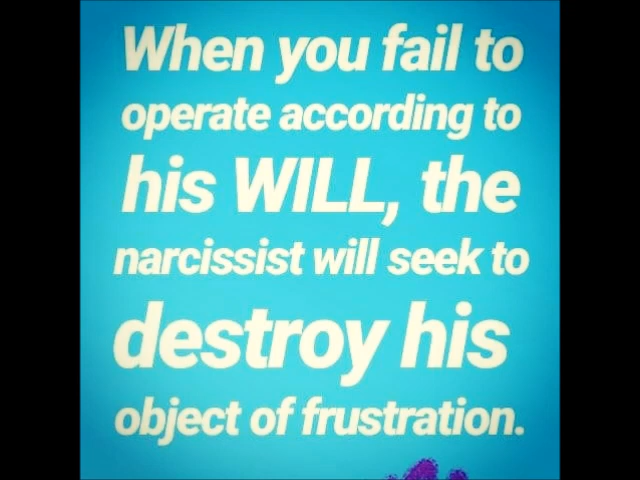 When you fail to
operate according to
his WILL, the
narcissist will seek to
destroy his
object of frustration.